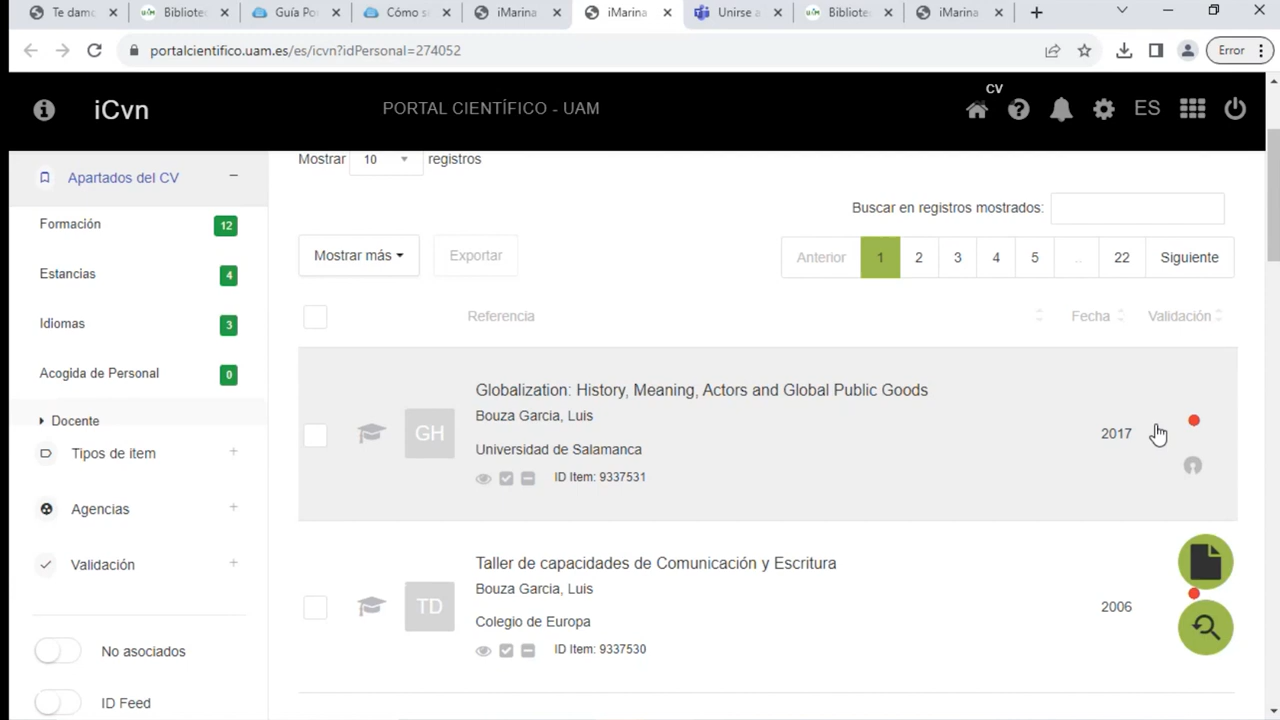 Te damc
UAM Bibliote
Guía Po
Cómo s
iMarina
iMarina
Unirse a
UAM Bibliote
iMarina
portalcientifico.uam.es/es/icvn?idPersonal=274052
Error
iCvn
PORTAL CIENTÍFICO - UAM
CV
ES
Apartados del CV
Formación 12
Estancias 4
Idiomas 3
Acogida de Personal 0
Docente
Tipos de item
Agencias
Validación
No asociados
ID Feed
Mostrar 10 registros
Buscar en registros mostrados:
Mostrar más
Exportar
Anterior 1 2 3 4 5 .. 22 Siguiente
Referencia Fecha Validación
GH
Globalization: History, Meaning, Actors and Global Public Goods
Bouza Garcia, Luis
2017
Universidad de Salamanca
ID Item: 9337531
TD
Taller de capacidades de Comunicación y Escritura
Bouza Garcia, Luis
2006
Colegio de Europa
ID Item: 9337530